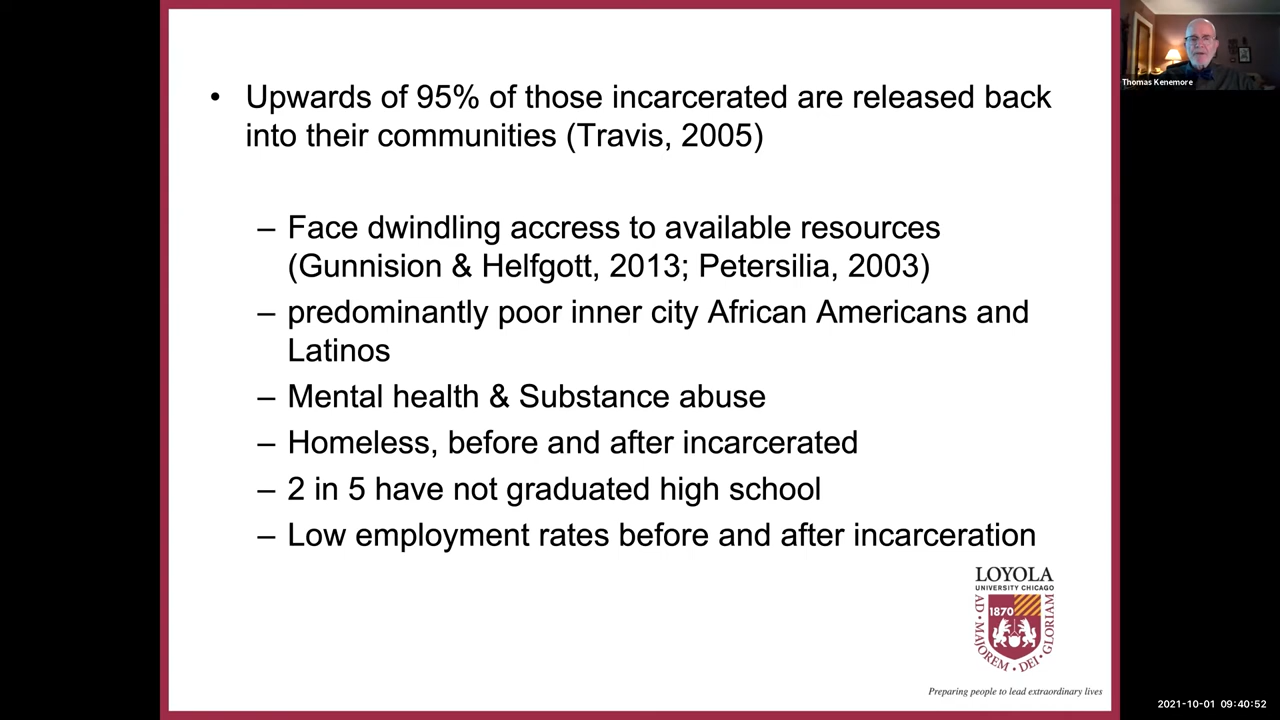 • Upwards of 95% of those incarcerated are released back
into their communities (Travis, 2005)
– Face dwindling accress to available resources
(Gunnision & Helfgott, 2013; Petersilia, 2003)
– predominantly poor inner city African Americans and
Latinos
– Mental health & Substance abuse
– Homeless, before and after incarcerated
– 2 in 5 have not graduated high school
– Low employment rates before and after incarceration
LOYOLA
UNIVERSITY CHICAGO
1870
AD • MAJOREM • DEI • GLORIAM
Preparing people to lead extraordinary lives
Thomas Kenemore
2021-10-01 09:40:52